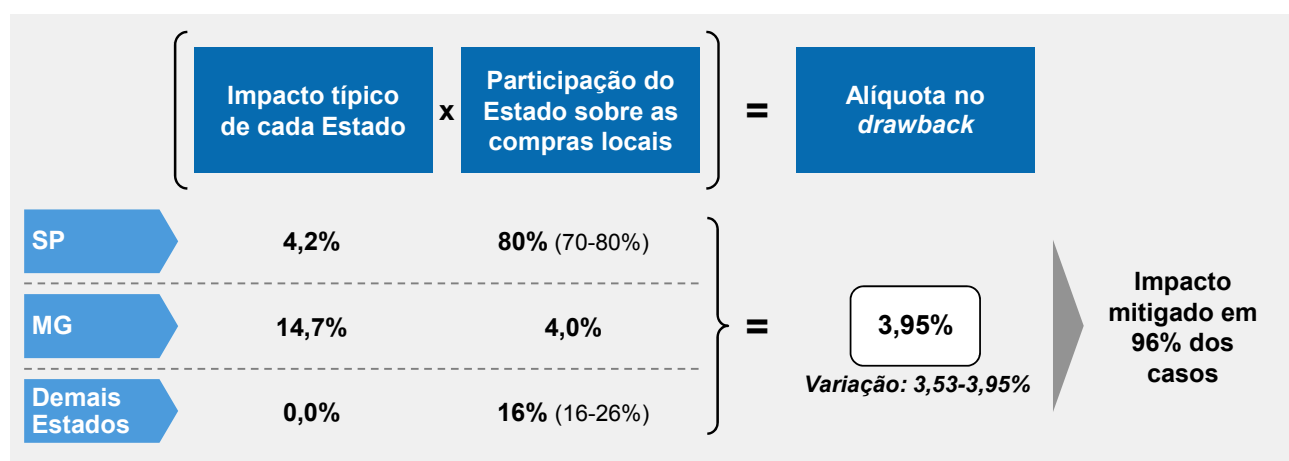 Impacto típico
de cada Estado
x
Participação do
Estado sobre as
compras locais
=
Alíquota no
drawback
SP
4,2%
80% (70-80%)
MG
14,7%
4,0%
Demais
Estados
0,0%
16% (16-26%)
=
3,95%
Variação: 3,53-3,95%
Impacto
mitigado em
96% dos
casos